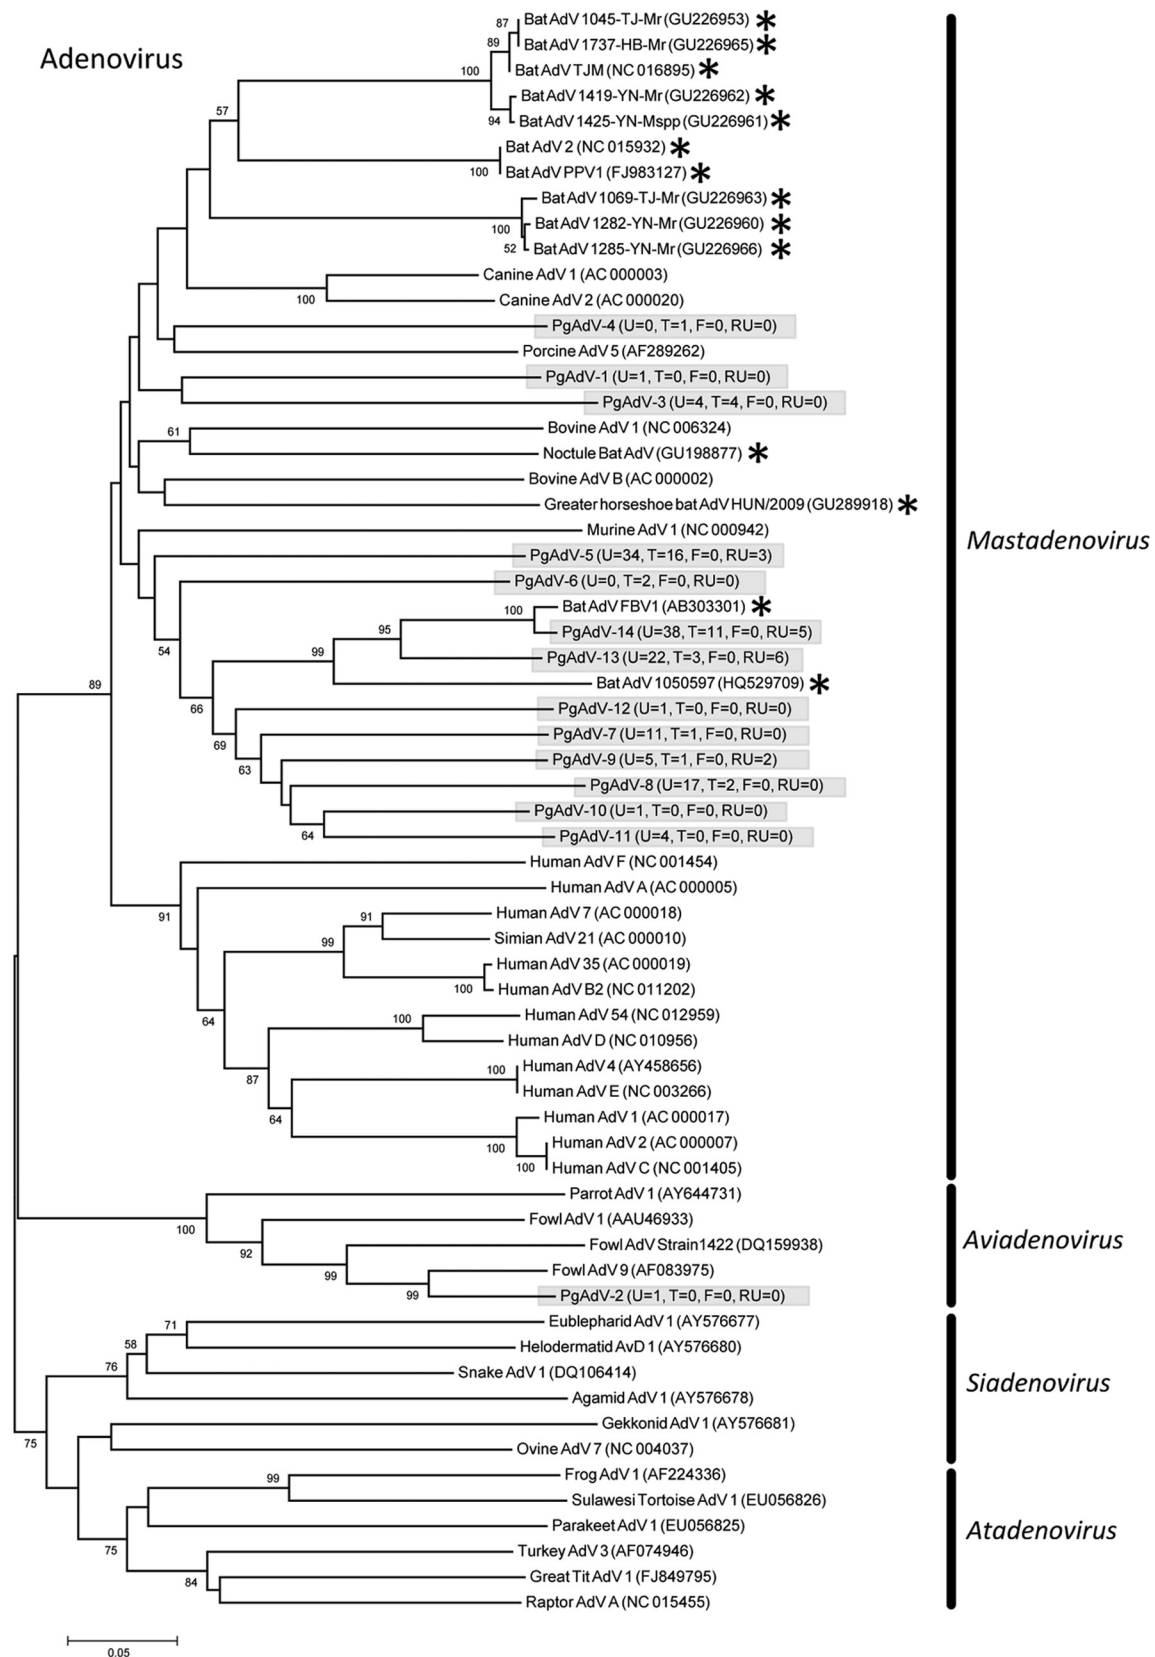 Adenovirus
87
Bat AdV 1045-TJ-Mr (GU226953) *
89
Bat AdV 1737-HB-Mr (GU226965) *
100
Bat AdV TJM (NC 016895) *
Bat AdV 1419-YN-Mr (GU226962) *
94
Bat AdV 1425-YN-Mspp (GU226961) *
57
Bat AdV 2 (NC 015932) *
100
Bat AdV PPV1 (FJ983127) *
Bat AdV 1069-TJ-Mr (GU226963) *
100
Bat AdV 1282-YN-Mr (GU226960) *
52
Bat AdV 1285-YN-Mr (GU226966) *
Canine AdV 1 (AC 000003)
100
Canine AdV 2 (AC 000020)
PgAdV-4 (U=0, T=1, F=0, RU=0)
Porcine AdV 5 (AF289262)
PgAdV-1 (U=1, T=0, F=0, RU=0)
PgAdV-3 (U=4, T=4, F=0, RU=0)
61
Bovine AdV 1 (NC 006324)
Noctule Bat AdV (GU198877) *
Bovine AdV B (AC 000002)
Greater horseshoe bat AdV HUN/2009 (GU289918) *
Murine AdV 1 (NC 000942)
Mastadenovirus
PgAdV-5 (U=34, T=16, F=0, RU=3)
PgAdV-6 (U=0, T=2, F=0, RU=0)
100
Bat AdV FBV1 (AB303301) *
95
PgAdV-14 (U=38, T=11, F=0, RU=5)
54
99
PgAdV-13 (U=22, T=3, F=0, RU=6)
89
Bat AdV 1050597 (HQ529709) *
66
PgAdV-12 (U=1, T=0, F=0, RU=0)
69
PgAdV-7 (U=11, T=1, F=0, RU=0)
63
PgAdV-9 (U=5, T=1, F=0, RU=2)
PgAdV-8 (U=17, T=2, F=0, RU=0)
PgAdV-10 (U=1, T=0, F=0, RU=0)
64
PgAdV-11 (U=4, T=0, F=0, RU=0)
Human AdV F (NC 001454)
Human AdV A (AC 000005)
91
91
Human AdV 7 (AC 000018)
99
Simian AdV 21 (AC 000010)
Human AdV 35 (AC 000019)
100
Human AdV B2 (NC 011202)
64
100
Human AdV 54 (NC 012959)
Human AdV D (NC 010956)
100
Human AdV 4 (AY458656)
87
Human AdV E (NC 003266)
64
Human AdV 1 (AC 000017)
100
Human AdV 2 (AC 000007)
100
Human AdV C (NC 001405)
Parrot AdV 1 (AY644731)
100
Fowl AdV 1 (AAU46933)
Aviadenovirus
92
Fowl AdV Strain1422 (DQ159938)
99
Fowl AdV 9 (AF083975)
99
PgAdV-2 (U=1, T=0, F=0, RU=0)
71
Eublepharid AdV 1 (AY576677)
58
Helodermatid AvD 1 (AY576680)
76
Snake AdV 1 (DQ106414)
Siadenovirus
Agamid AdV 1 (AY576678)
Gekkonid AdV 1 (AY576681)
75
Ovine AdV 7 (NC 004037)
99
Frog AdV 1 (AF224336)
Sulawesi Tortoise AdV 1 (EU056826)
Parakeet AdV 1 (EU056825)
Atadenovirus
75
Turkey AdV 3 (AF074946)
84
Great Tit AdV 1 (FJ849795)
Raptor AdV A (NC 015455)
0.05